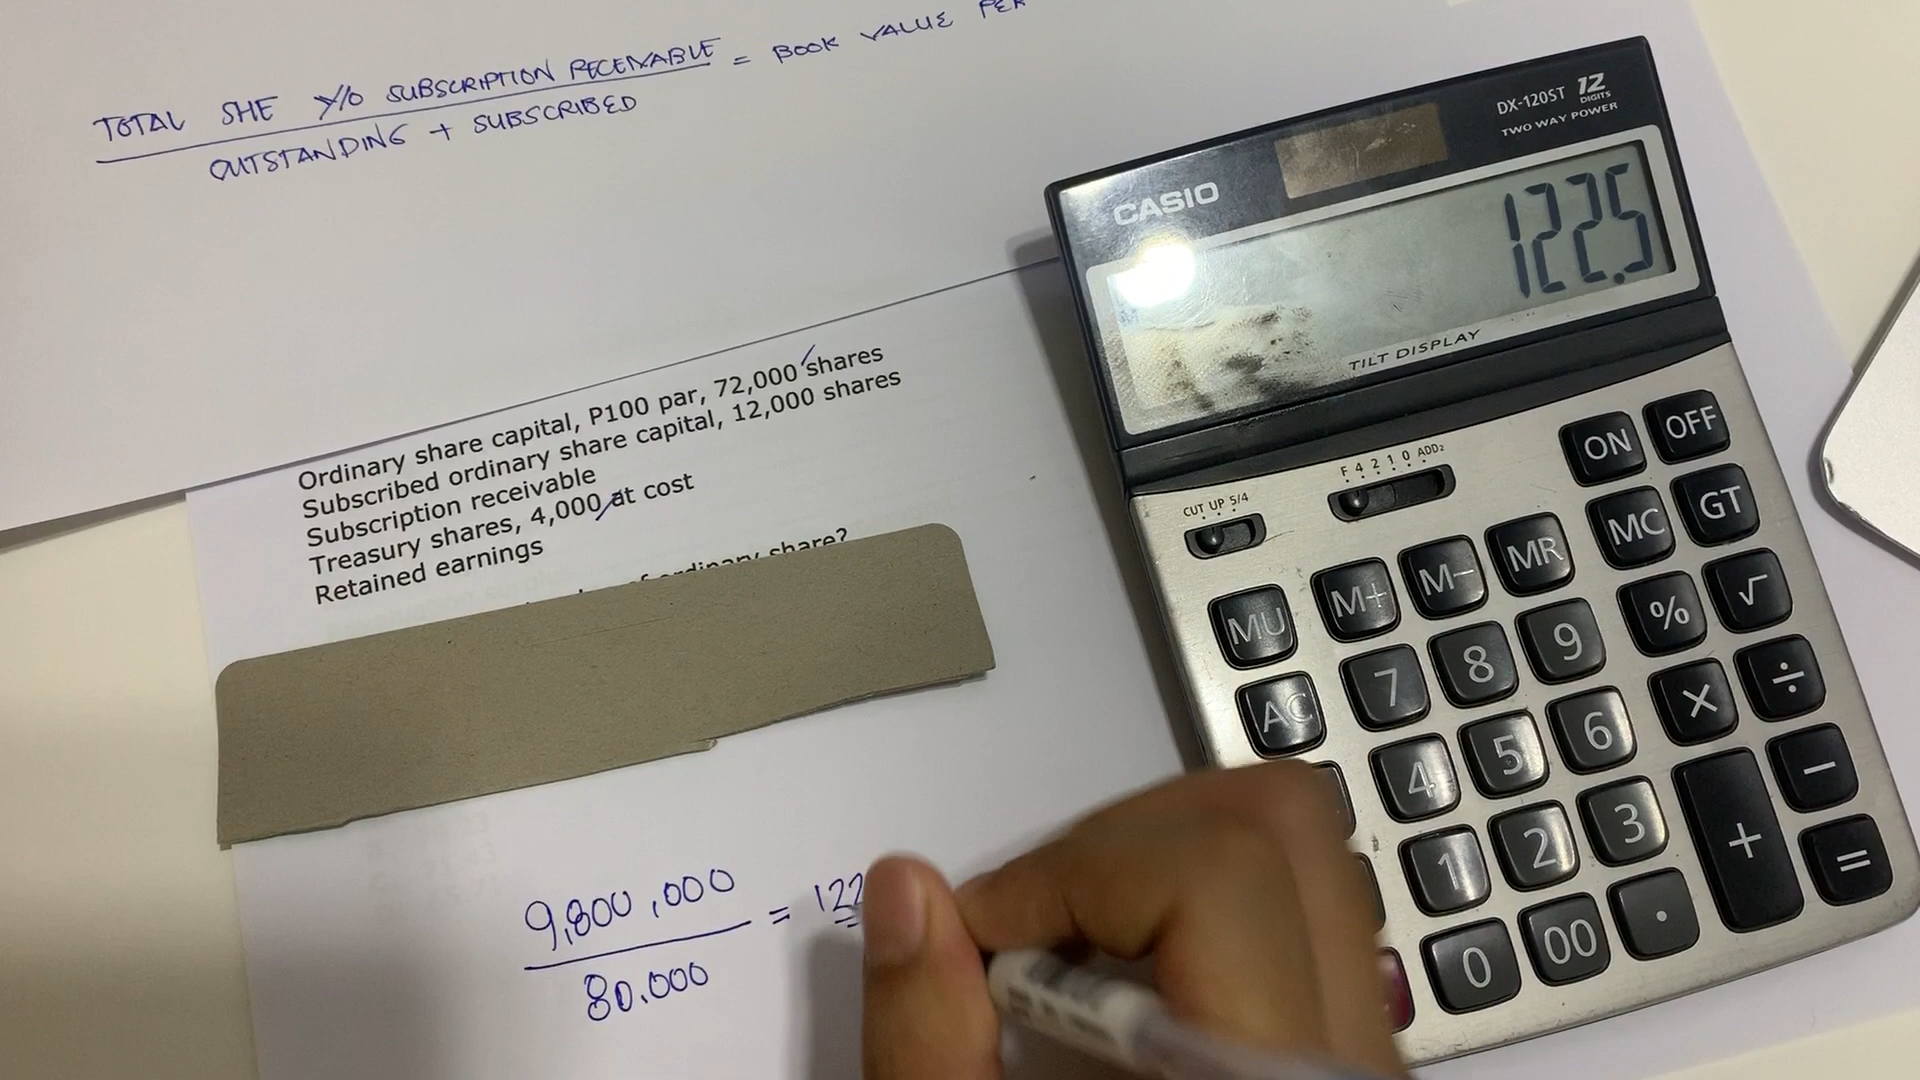 TOTAL SHE Y/O SUBSCRIPTION RECEIVABLE = BOOK VALUE PER
OUTSTANDING + SUBSCRIBED
Ordinary share capital, P100 par, 72,000 shares
Subscribed ordinary share capital, 12,000 shares
Subscription receivable
Treasury shares, 4,000 at cost
Retained earnings
of ordinary share?
9,800,000 = 122
80.000
DX-120ST 12 DIGITS
TWO WAY POWER
CASIO
122.5
TILT DISPLAY
F 4 2 1 0 ADD2
CUT UP 5/4
ON OFF
MU M+ M- MR MC GT
AC 7 8 9 % √
4 5 6 × ÷
1 2 3 + −
0 00 . =